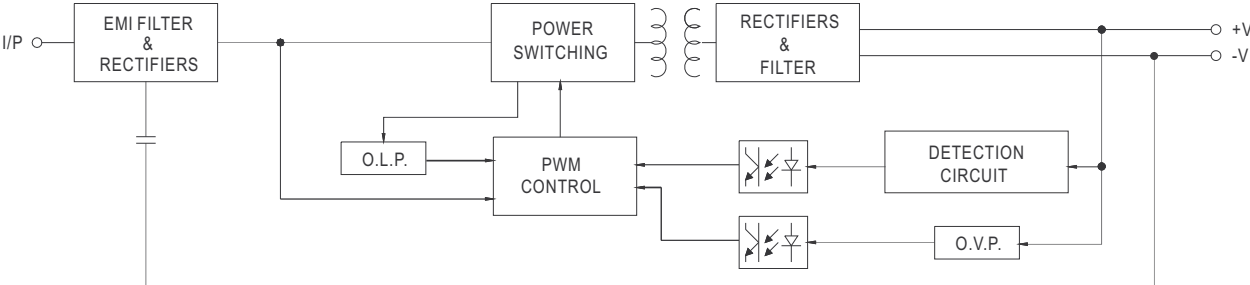 I/P
EMI FILTER
&
RECTIFIERS
POWER
SWITCHING
RECTIFIERS
&
FILTER
+V
-V
O.L.P.
PWM
CONTROL
DETECTION
CIRCUIT
O.V.P.